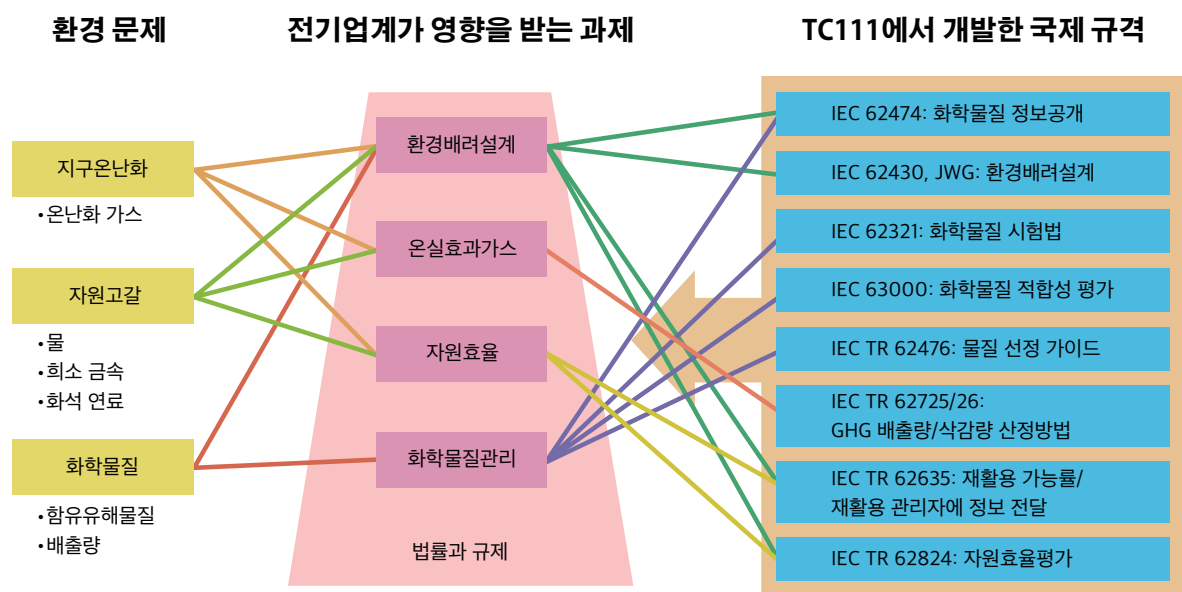 환경 문제
전기업계가 영향을 받는 과제
TC111에서 개발한 국제 규격
지구온난화
•온난화 가스
자원고갈
•물
•희소 금속
•화석 연료
화학물질
•함유유해물질
•배출량
환경배려설계
온실효과가스
자원효율
화학물질관리
법률과 규제
IEC 62474: 화학물질 정보공개
IEC 62430, JWG: 환경배려설계
IEC 62321: 화학물질 시험법
IEC 63000: 화학물질 적합성 평가
IEC TR 62476: 물질 선정 가이드
IEC TR 62725/26:
GHG 배출량/삭감량 산정방법
IEC TR 62635: 재활용 가능률/
재활용 관리자에 정보 전달
IEC TR 62824: 자원효율평가